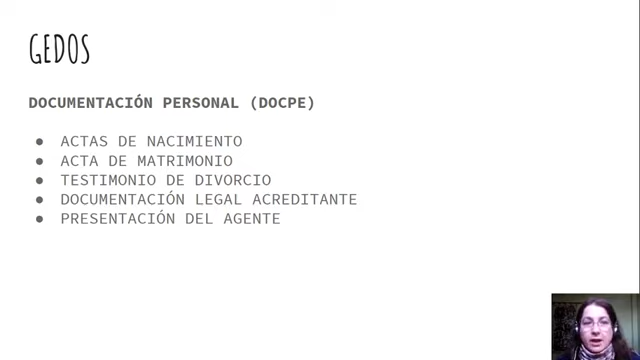 GEDOS
DOCUMENTACIÓN PERSONAL (DOCPE)
● ACTAS DE NACIMIENTO
● ACTA DE MATRIMONIO
● TESTIMONIO DE DIVORCIO
● DOCUMENTACIÓN LEGAL ACREDITANTE
● PRESENTACIÓN DEL AGENTE